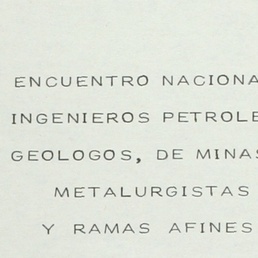 ENCUENTRO NACIONA
INGENIEROS PETROLE
GEOLOGOS, DE MINAS
METALURGISTAS
Y RAMAS AFINES